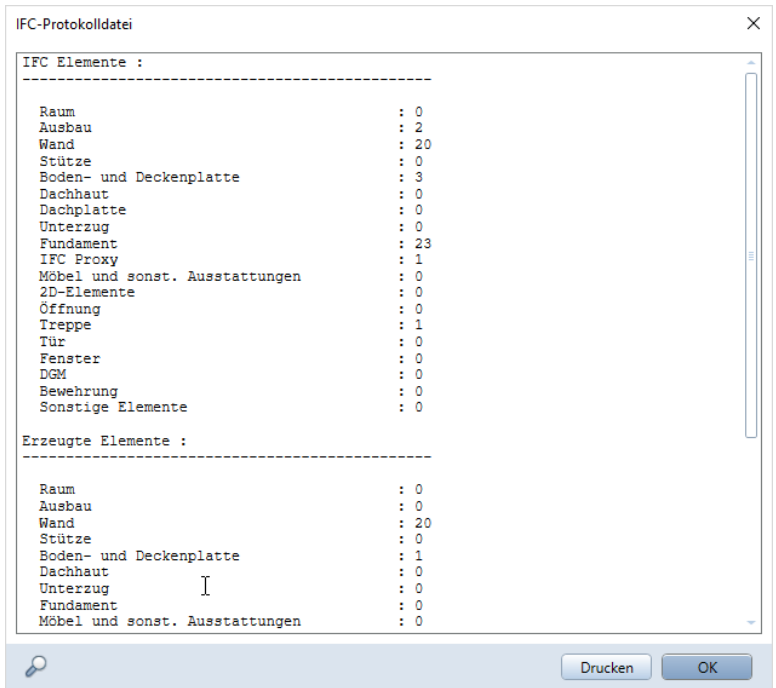 IFC-Protokolldatei
IFC Elemente :
-----------------------------------------------
Raum : 0
Ausbau : 2
Wand : 20
Stütze : 0
Boden- und Deckenplatte : 3
Dachhaut : 0
Dachplatte : 0
Unterzug : 0
Fundament : 23
IFC Proxy : 1
Möbel und sonst. Ausstattungen : 0
2D-Elemente : 0
Öffnung : 0
Treppe : 1
Tür : 0
Fenster : 0
DGM : 0
Bewehrung : 0
Sonstige Elemente : 0
Erzeugte Elemente :
-----------------------------------------------
Raum : 0
Ausbau : 0
Wand : 20
Stütze : 0
Boden- und Deckenplatte : 1
Dachhaut : 0
Unterzug : 0
Fundament : 0
Möbel und sonst. Ausstattungen : 0
Drucken OK